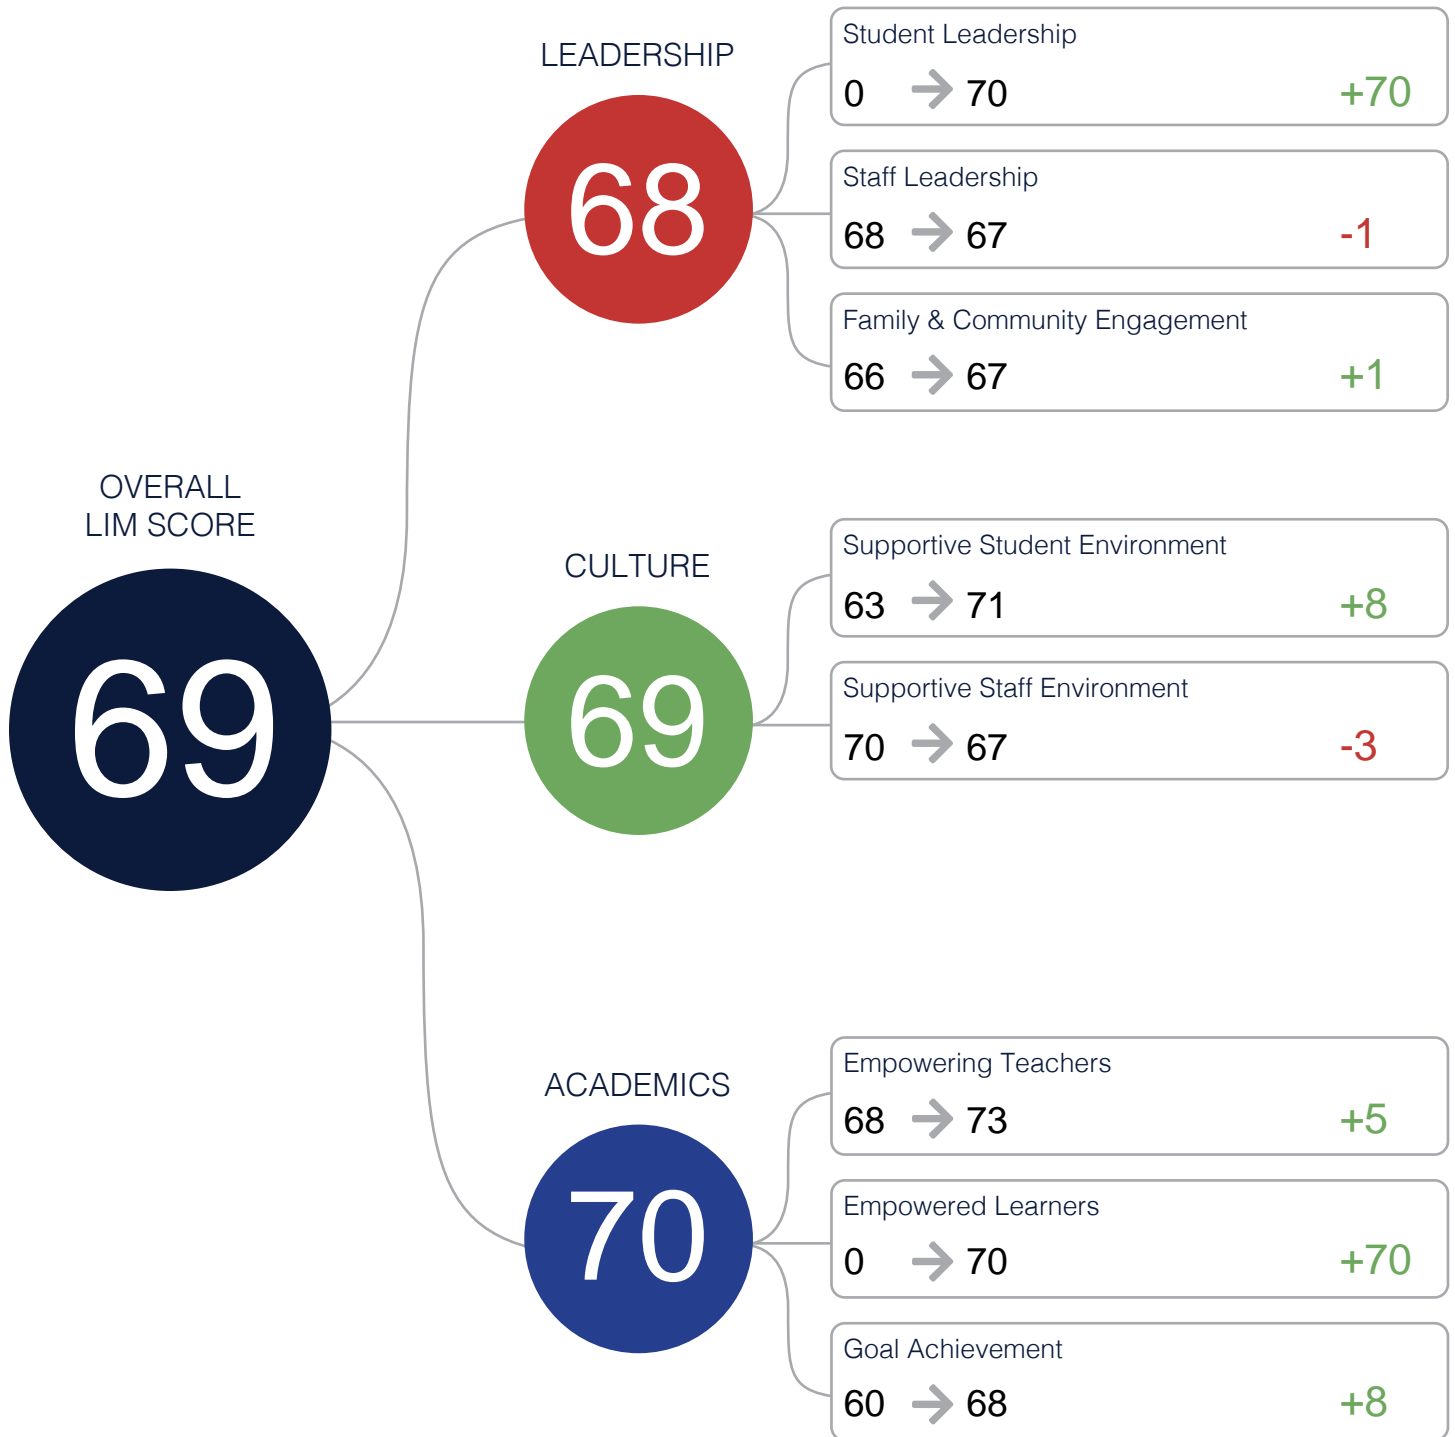 OVERALL
LIM SCORE
69
LEADERSHIP
68
Student Leadership
0 70 +70
Staff Leadership
68 67 -1
Family & Community Engagement
66 67 +1
CULTURE
69
Supportive Student Environment
63 71 +8
Supportive Staff Environment
70 67 -3
ACADEMICS
70
Empowering Teachers
68 73 +5
Empowered Learners
0 70 +70
Goal Achievement
60 68 +8